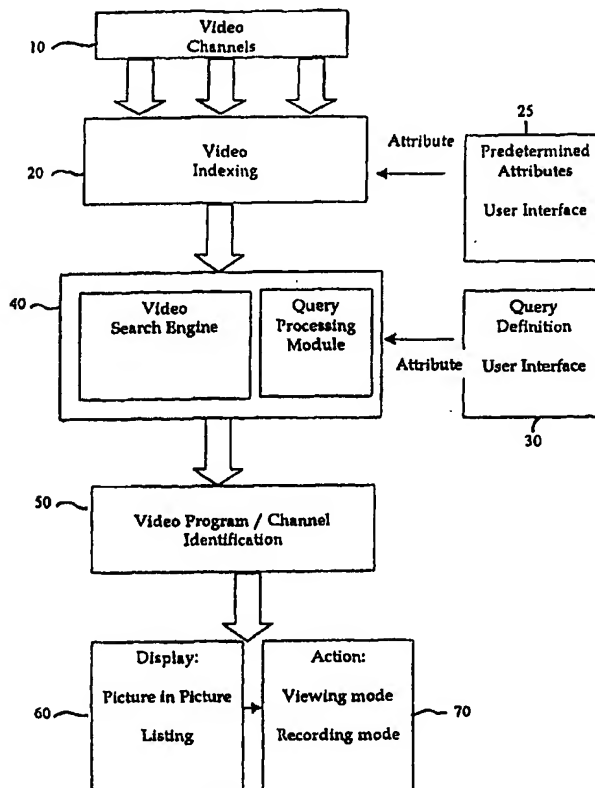 10
Video
Channels
20
Video
Indexing
Attribute
25
Predetermined
Attributes
User Interface
40
Video
Search Engine
Query
Processing
Module
Attribute
Query
Definition
User Interface
30
50
Video Program / Channel
Identification
60
Display:
Picture in Picture
Listing
Action:
Viewing mode
Recording mode
70